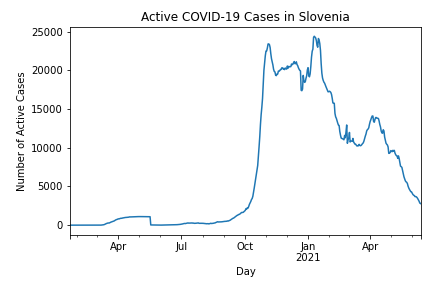 Active COVID-19 Cases in Slovenia
Number of Active Cases
25000
20000
15000
10000
5000
0
Apr Jul Oct Jan Apr
2021
Day